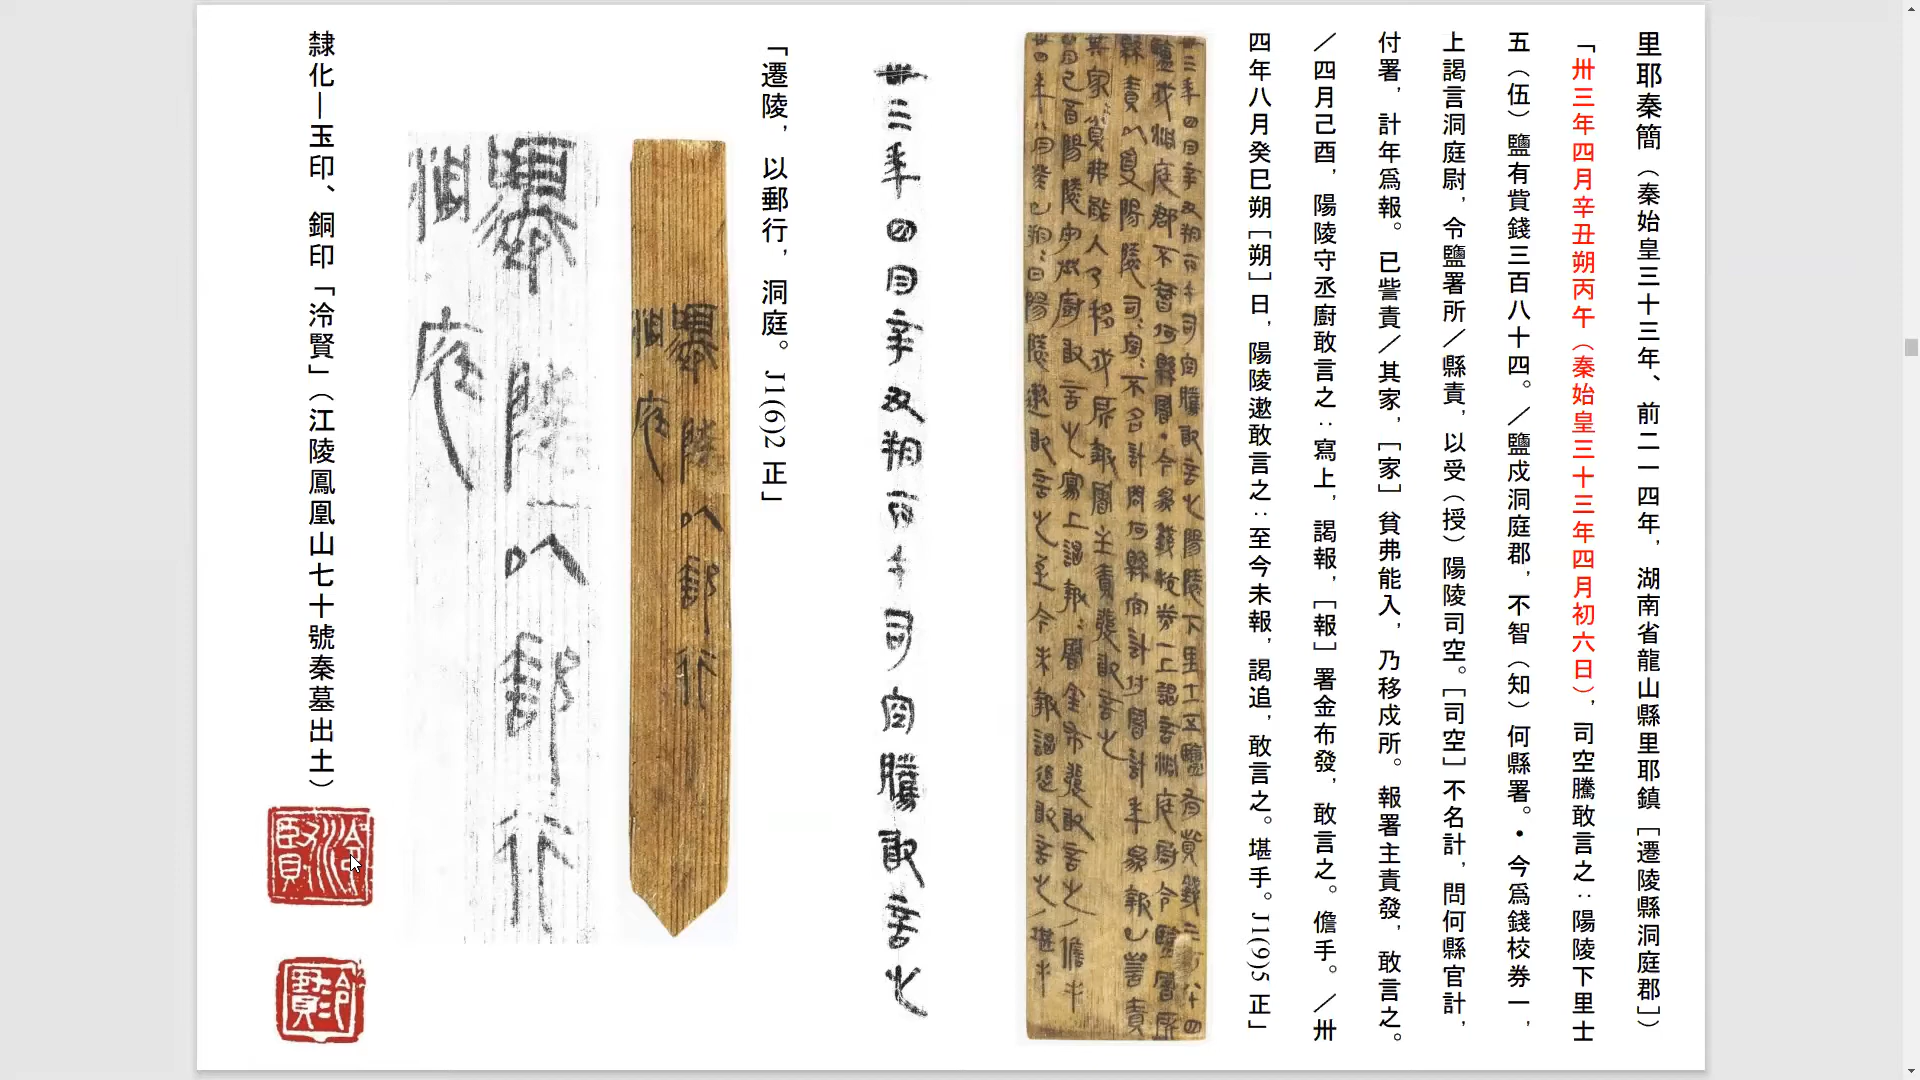 里耶秦簡（秦始皇三十三年、前二一四年，湖南省龍山縣里耶鎮［遷陵縣洞庭郡］）
「卅三年四月辛丑朔丙午（秦始皇三十三年四月初六日），司空騰敢言之：陽陵下里士
五（伍）鹽有貲錢三百八十四。／鹽戍洞庭郡，不智（知）何縣署。•今爲錢校券一，
上謁言洞庭尉，令鹽署所／縣責，以受（授）陽陵司空。［司空］不名計，問何縣官計，
付署，計年爲報。已訾責／其家，［家］貧弗能入，乃移戍所。報署主責發，敢言之。
／四月己酉，陽陵守丞廚敢言之：寫上，謁報，［報］署金布發，敢言之。儋手。／卅
四年八月癸巳朔［朔］日，陽陵遬敢言之：至今未報，謁追，敢言之。堪手。J1(9)5 正」
卅三年四月辛丑朔丙午司空騰敢言之
「遷陵，以郵行，洞庭。J1(6)2 正」
遷陵以郵行
洞庭
隸化—玉印、銅印「泠賢」（江陵鳳凰山七十號秦墓出土）
泠賢
泠賢